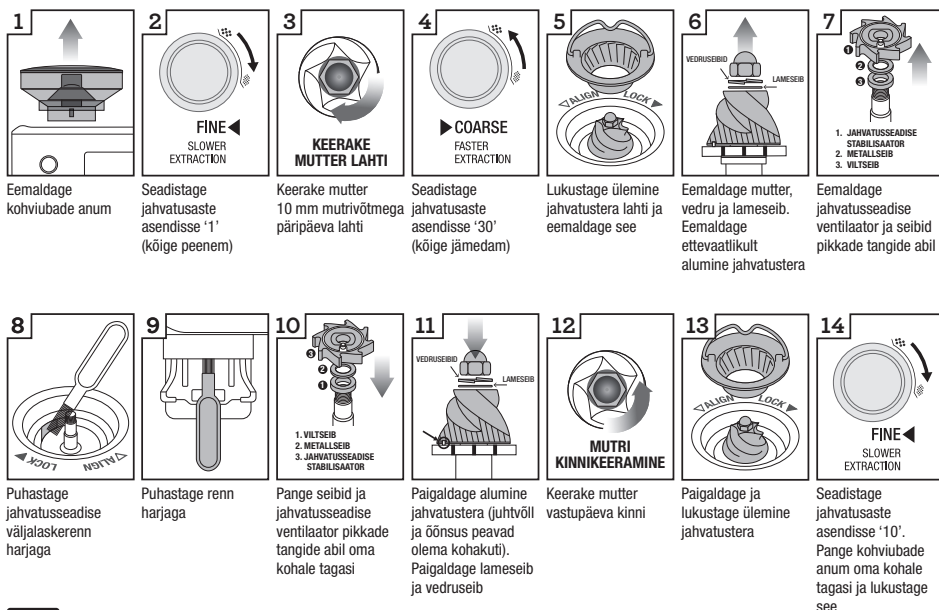 1
Eemaldage
kohviubade anum
2
FINE◀
SLOWER
EXTRACTION
Seadistage
jahvatusaste
asendisse ‘1’
(kõige peenem)
3
KEERAKE
MUTTER LAHTI
Keerake mutter
10 mm mutrivõtmega
päripäeva lahti
4
▶COARSE
FASTER
EXTRACTION
Seadistage
jahvatusaste
asendisse ‘30’
(kõige jämedam)
5
ALIGN LOCK
Lukustage ülemine
jahvatustera lahti ja
eemaldage see
6
VEDRUSEIBID
LAMESEIB
Eemaldage mutter,
vedru ja lameseib.
Eemaldage
ettevaatlikult
alumine jahvatustera
7
❶
❷
❸
1. JAHVATUSSEADISE
STABILISAATOR
2. METALLSEIB
3. VILTSEIB
Eemaldage
jahvatusseadise
ventilaator ja seibid
pikkade tangide abil
8
LOCK ALIGN
Puhastage
jahvatusseadise
väljalaskerenn
harjaga
9
Puhastage renn
harjaga
10
❸
❷
❶
1. VILTSEIB
2. METALLSEIB
3. JAHVATUSSEADISE
STABILISAATOR
Pange seibid ja
jahvatusseadise
ventilaator pikkade
tangide abil oma
kohale tagasi
11
VEDRUSEIBID
LAMESEIB
Paigaldage alumine
jahvatustera (juhtvõll
ja õõnsus peavad
olema kohakuti).
Paigaldage lameseib
ja vedruseib
12
MUTRI
KINNIKEERAMINE
Keerake mutter
vastupäeva kinni
13
ALIGN LOCK
Paigaldage ja
lukustage ülemine
jahvatustera
14
FINE◀
SLOWER
EXTRACTION
Seadistage
jahvatusaste
asendisse ‘10’.
Pange kohviubade
anum oma kohale
tagasi ja lukustage
see